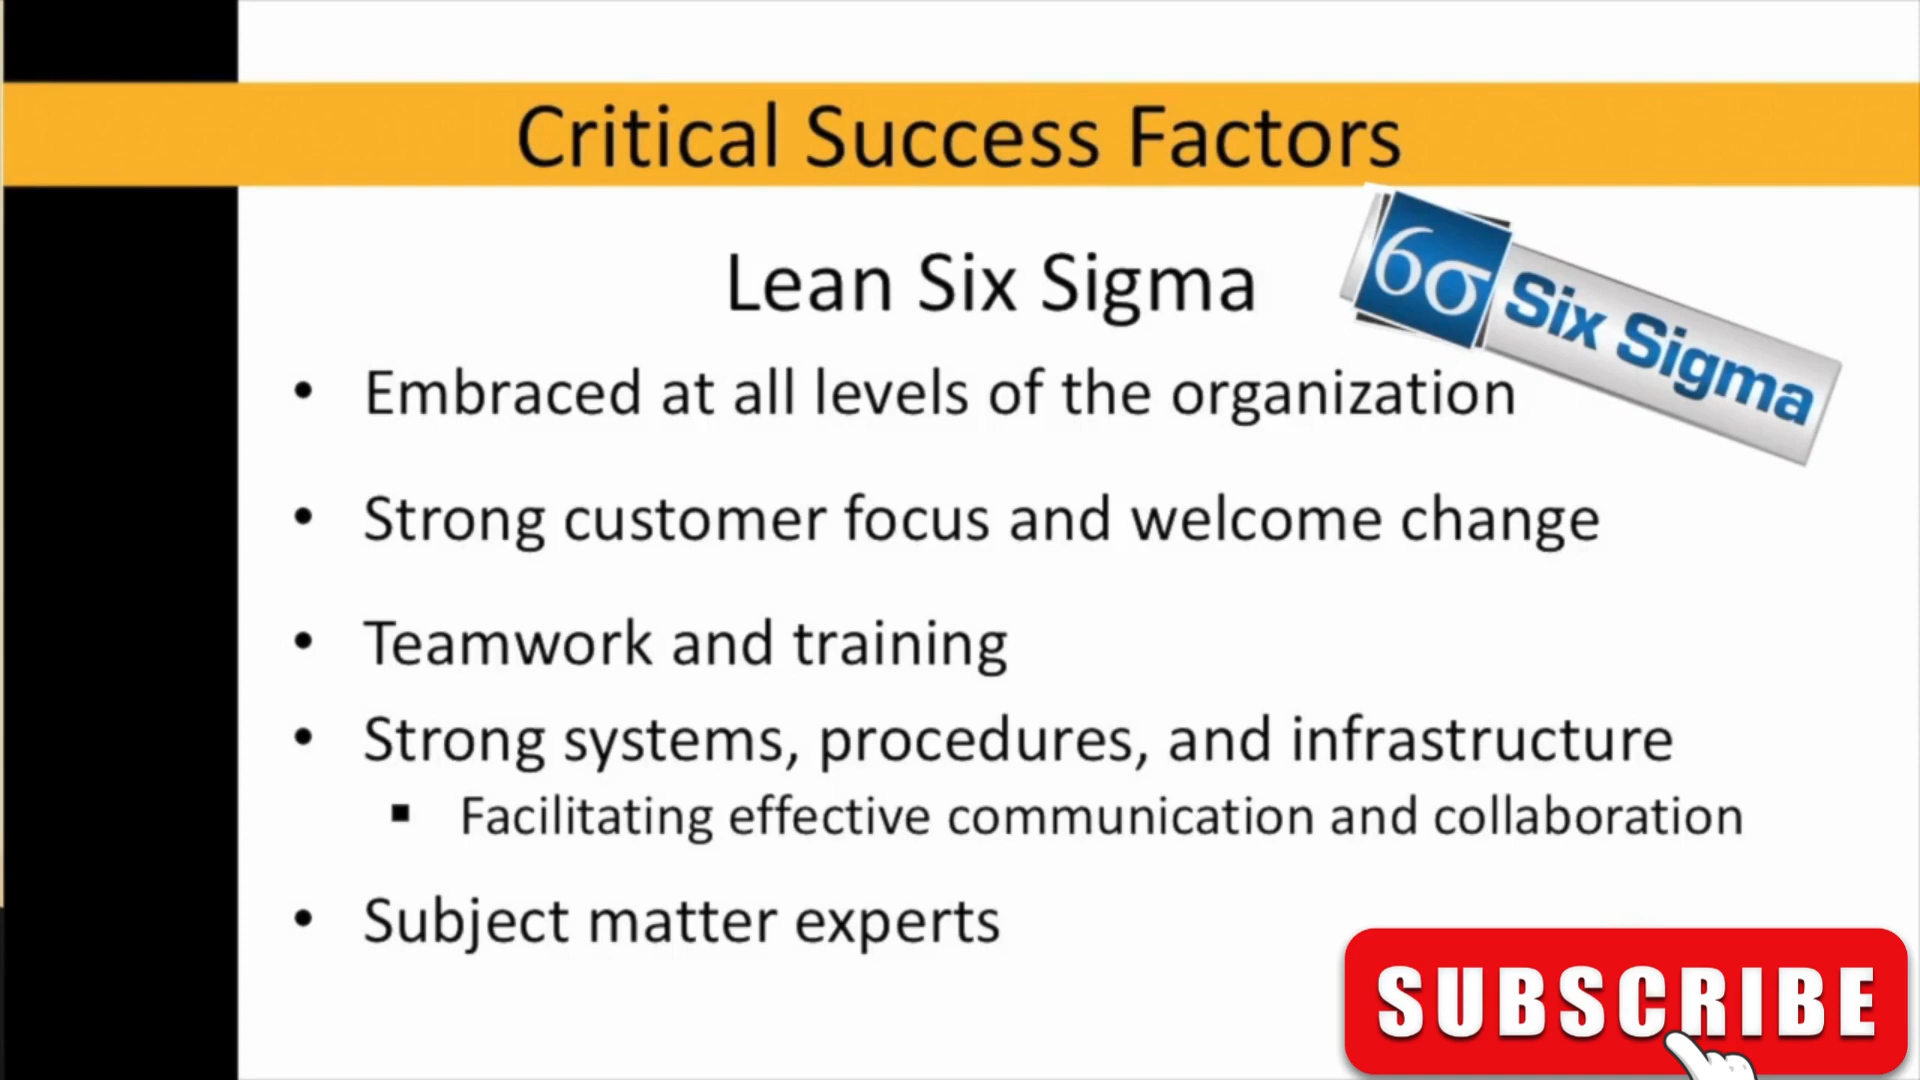 Critical Success Factors
Lean Six Sigma
6σ Six Sigma
• Embraced at all levels of the organization
• Strong customer focus and welcome change
• Teamwork and training
• Strong systems, procedures, and infrastructure
▪ Facilitating effective communication and collaboration
• Subject matter experts
SUBSCRIBE